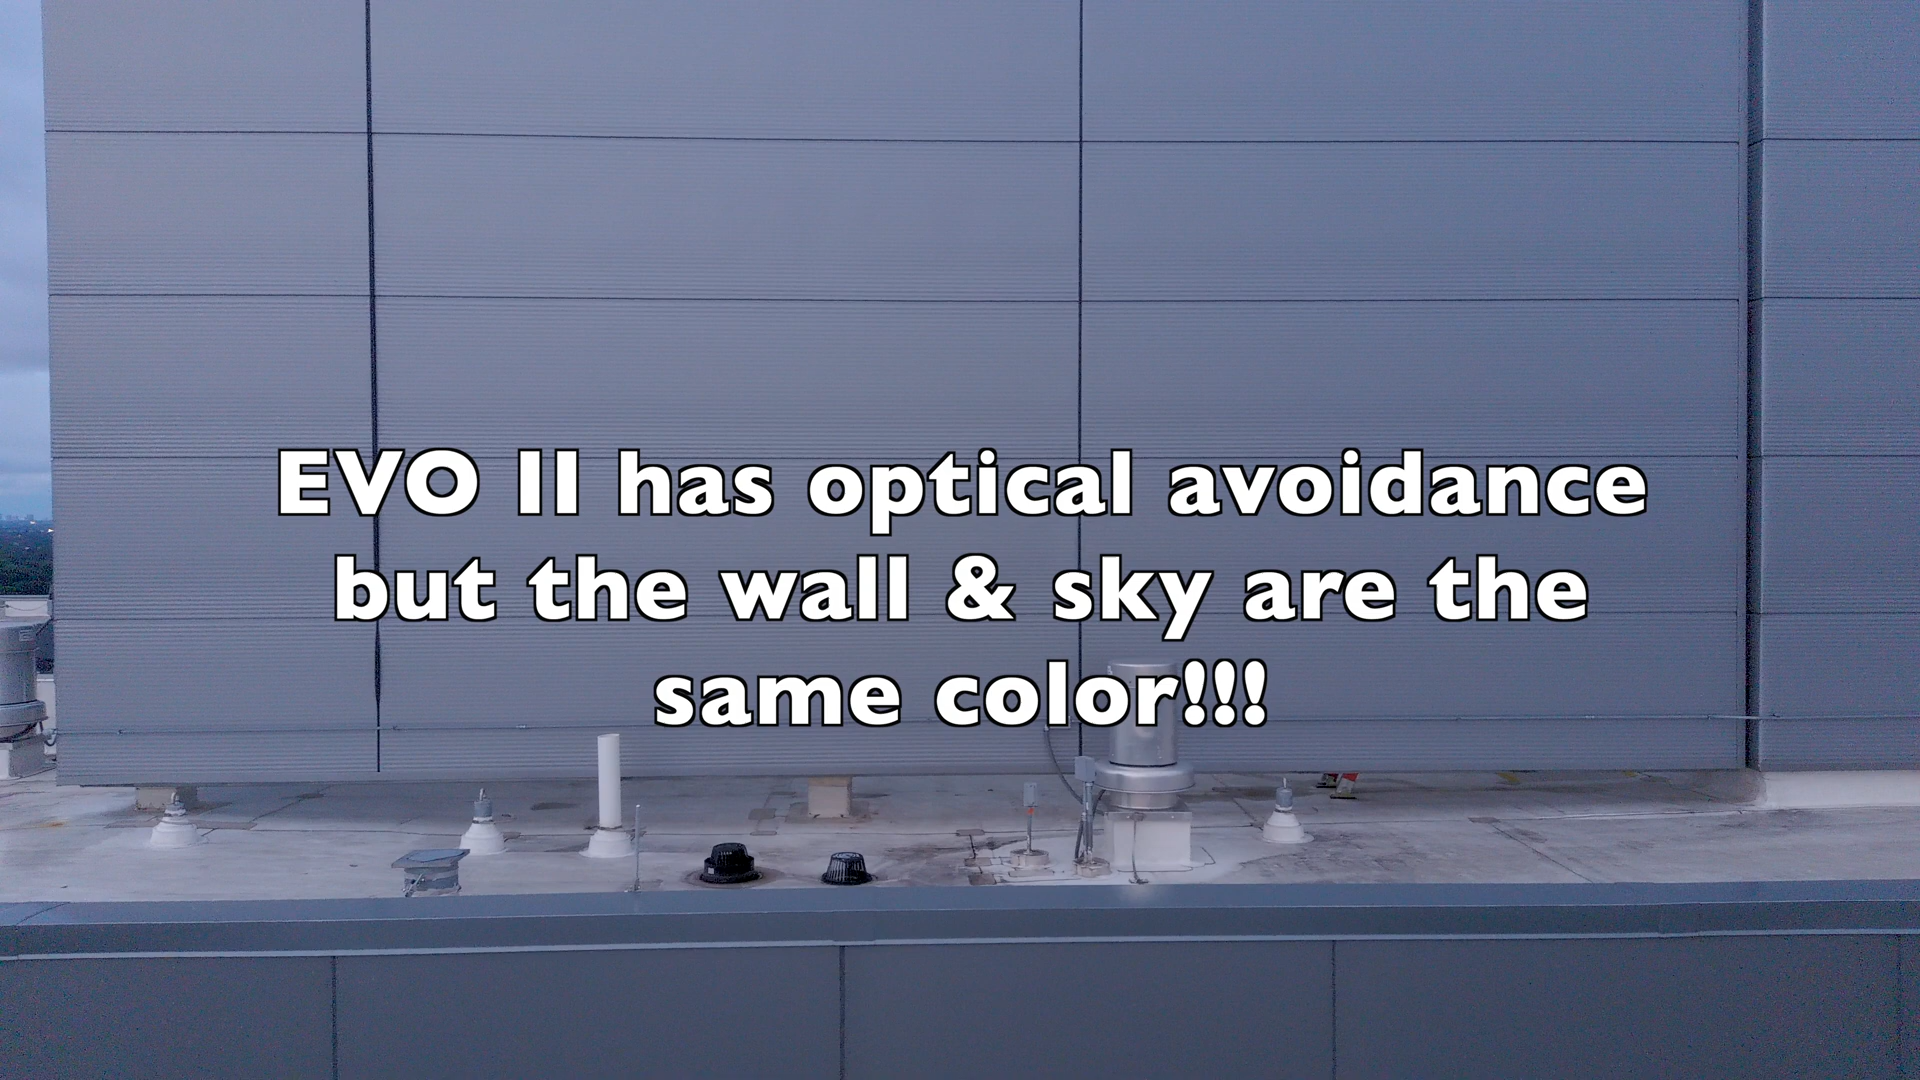 EVO II has optical avoidance
but the wall & sky are the
same color!!!